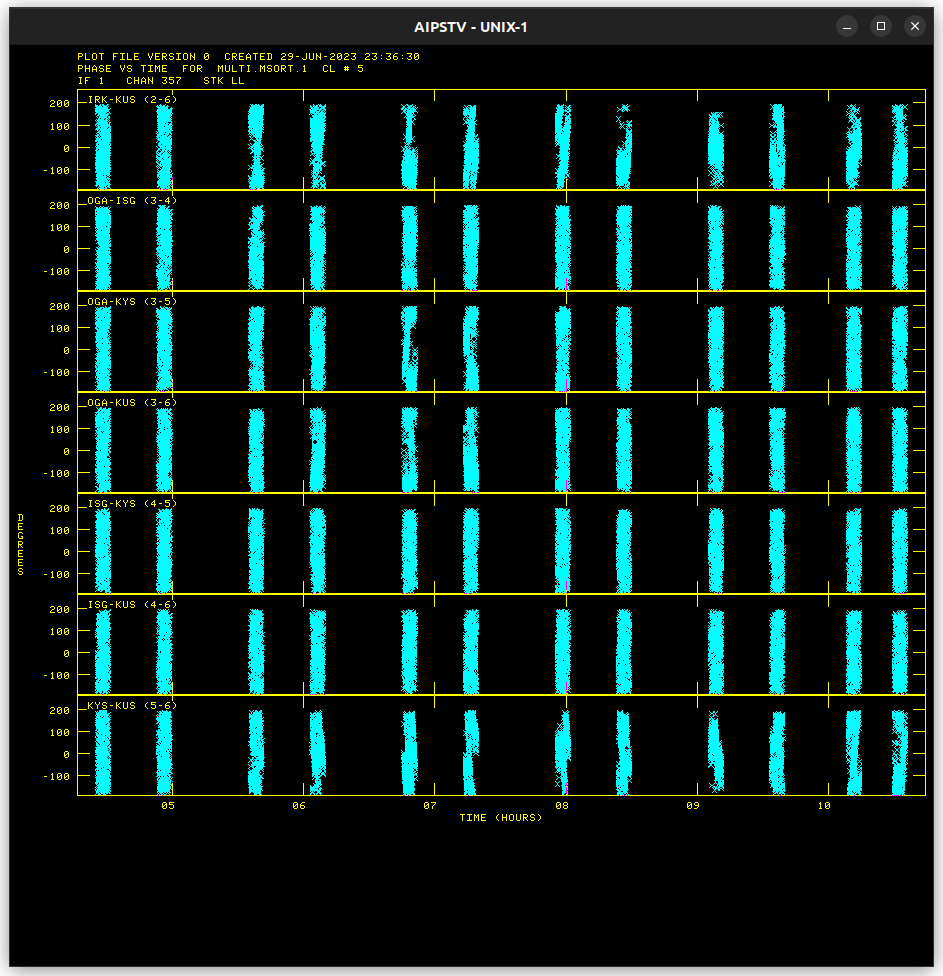 AIPSTV - UNIX-1
PLOT FILE VERSION 0 CREATED 29-JUN-2023 23:36:30
PHASE VS TIME FOR MULTI.MSORT.1 CL # 5
IF 1 CHAN 357 STK LL
IRK-KUS (2-6)
200
100
0
-100
OGA-ISG (3-4)
200
100
0
-100
OGA-KYS (3-5)
200
100
0
-100
OGA-KUS (3-6)
200
100
0
-100
ISG-KYS (4-5)
200
100
0
-100
ISG-KUS (4-6)
200
100
0
-100
KYS-KUS (5-6)
200
100
0
-100
DEGREES
05 06 07 08 09 10
TIME (HOURS)